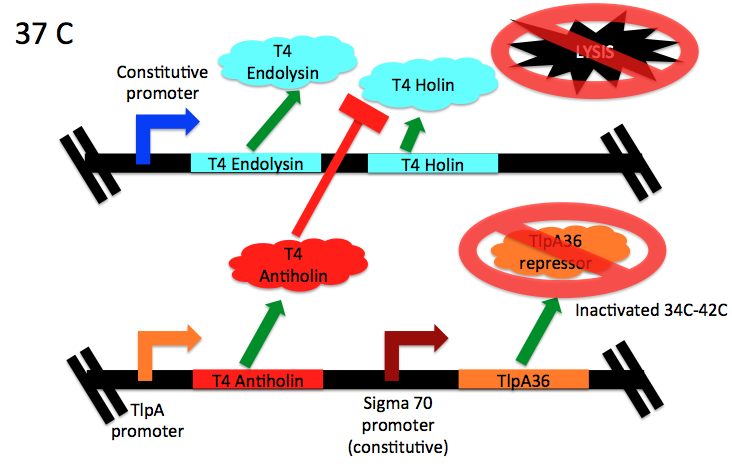 37 C
T4
Endolysin
T4 Holin
LYSIS
Constitutive
promoter
T4 Endolysin
T4 Holin
T4
Antiholin
TlpA36
repressor
Inactivated 34C-42C
T4 Antiholin
TlpA36
TlpA
promoter
Sigma 70
promoter
(constitutive)